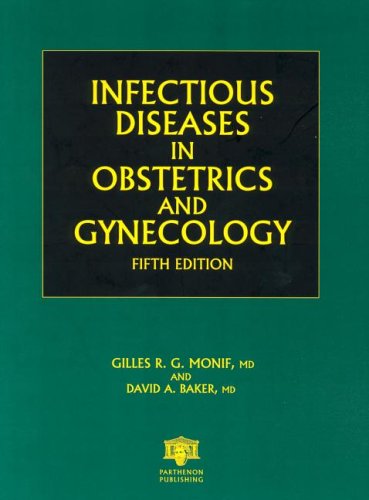 INFECTIOUS
DISEASES
IN
OBSTETRICS
AND
GYNECOLOGY
FIFTH EDITION
GILLES R. G. MONIF, MD
AND
DAVID A. BAKER, MD
PARTHENON
PUBLISHING